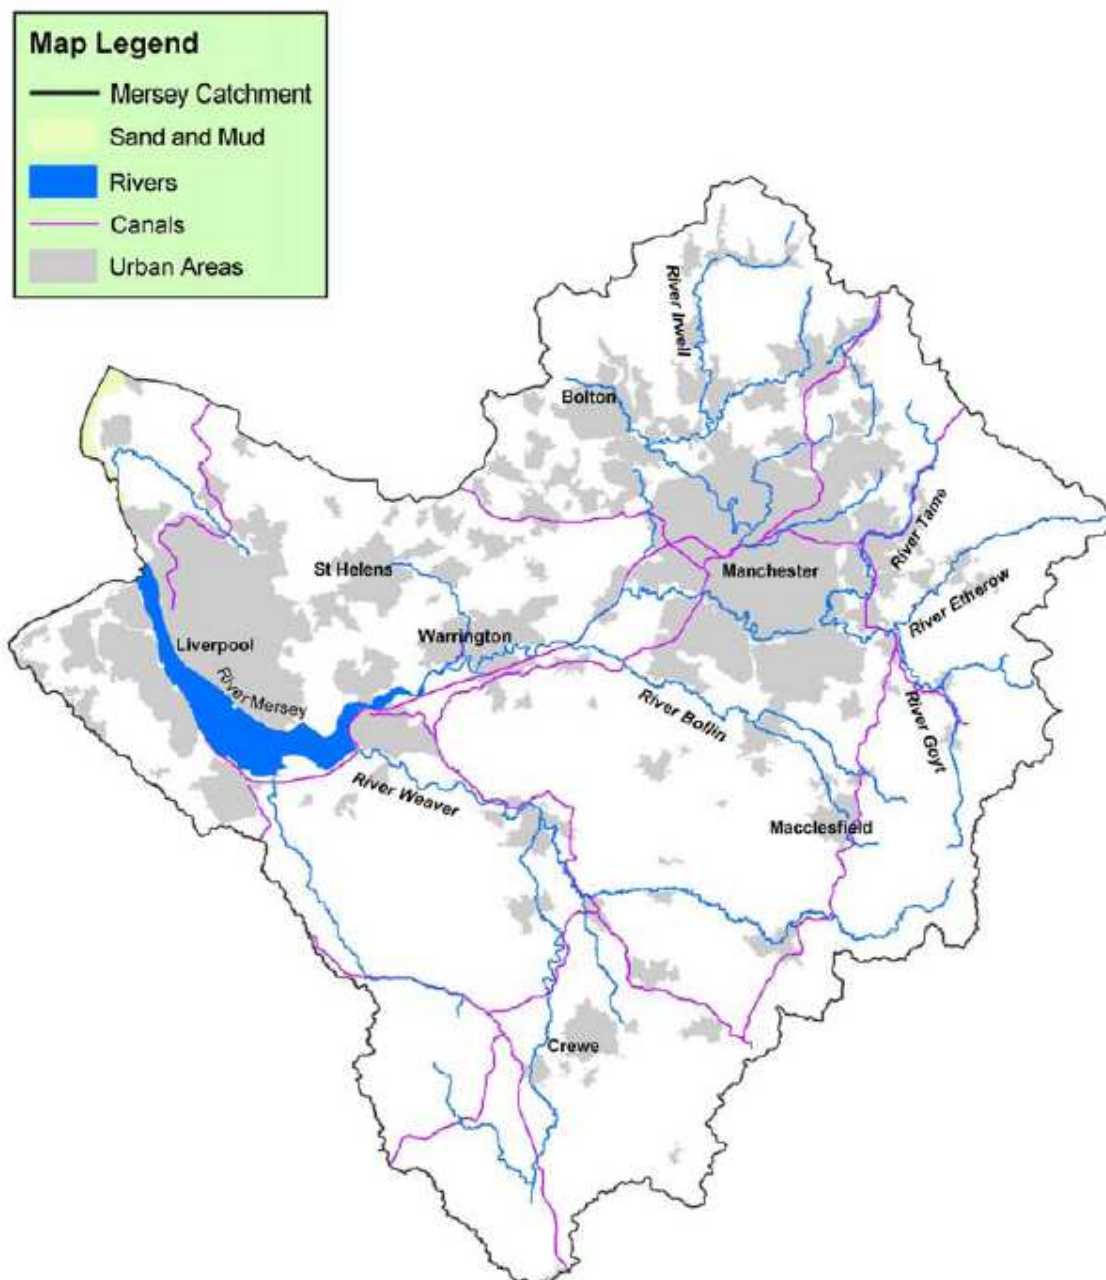 Map Legend
Mersey Catchment
Sand and Mud
Rivers
Canals
Urban Areas
River Irwell
Bolton
River Tame
St Helens
Manchester
River Etherow
Warrington
Liverpool
River Mersey
River Bollin
River Goyt
River Weaver
Macclesfield
Crewe